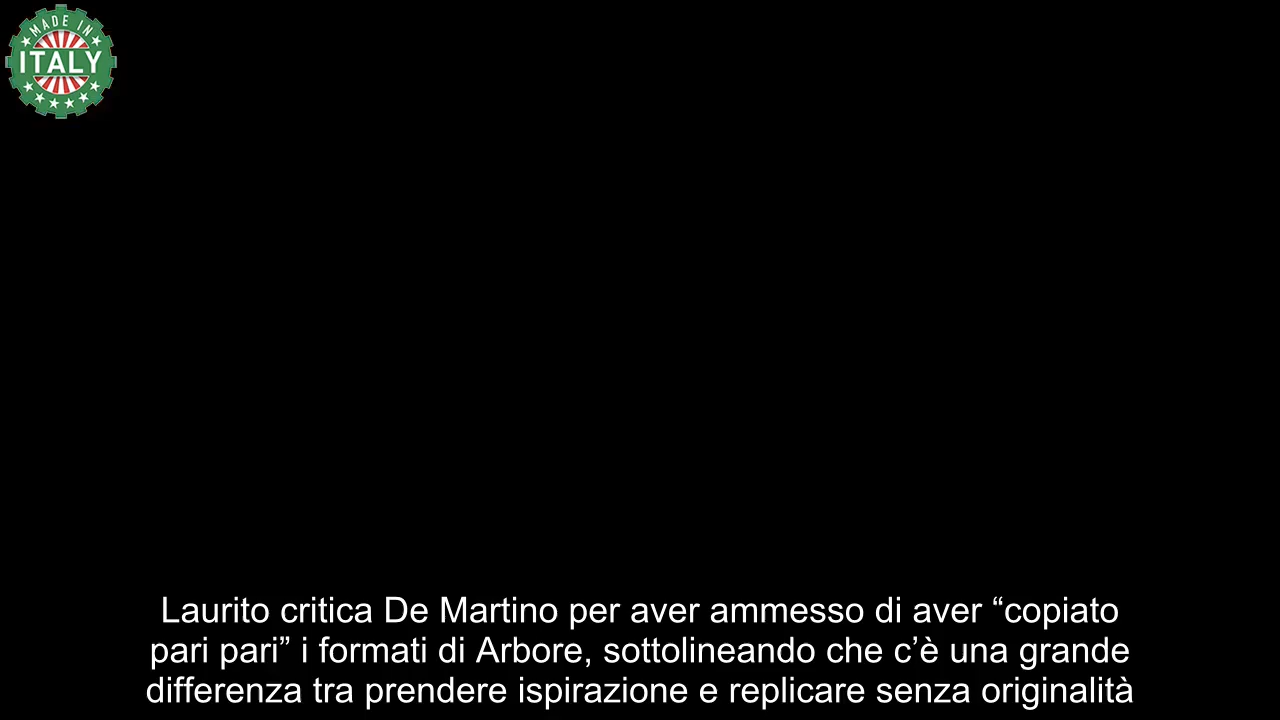 MADE IN
ITALY
Laurito critica De Martino per aver ammesso di aver “copiato
pari pari” i formati di Arbore, sottolineando che c’è una grande
differenza tra prendere ispirazione e replicare senza originalità